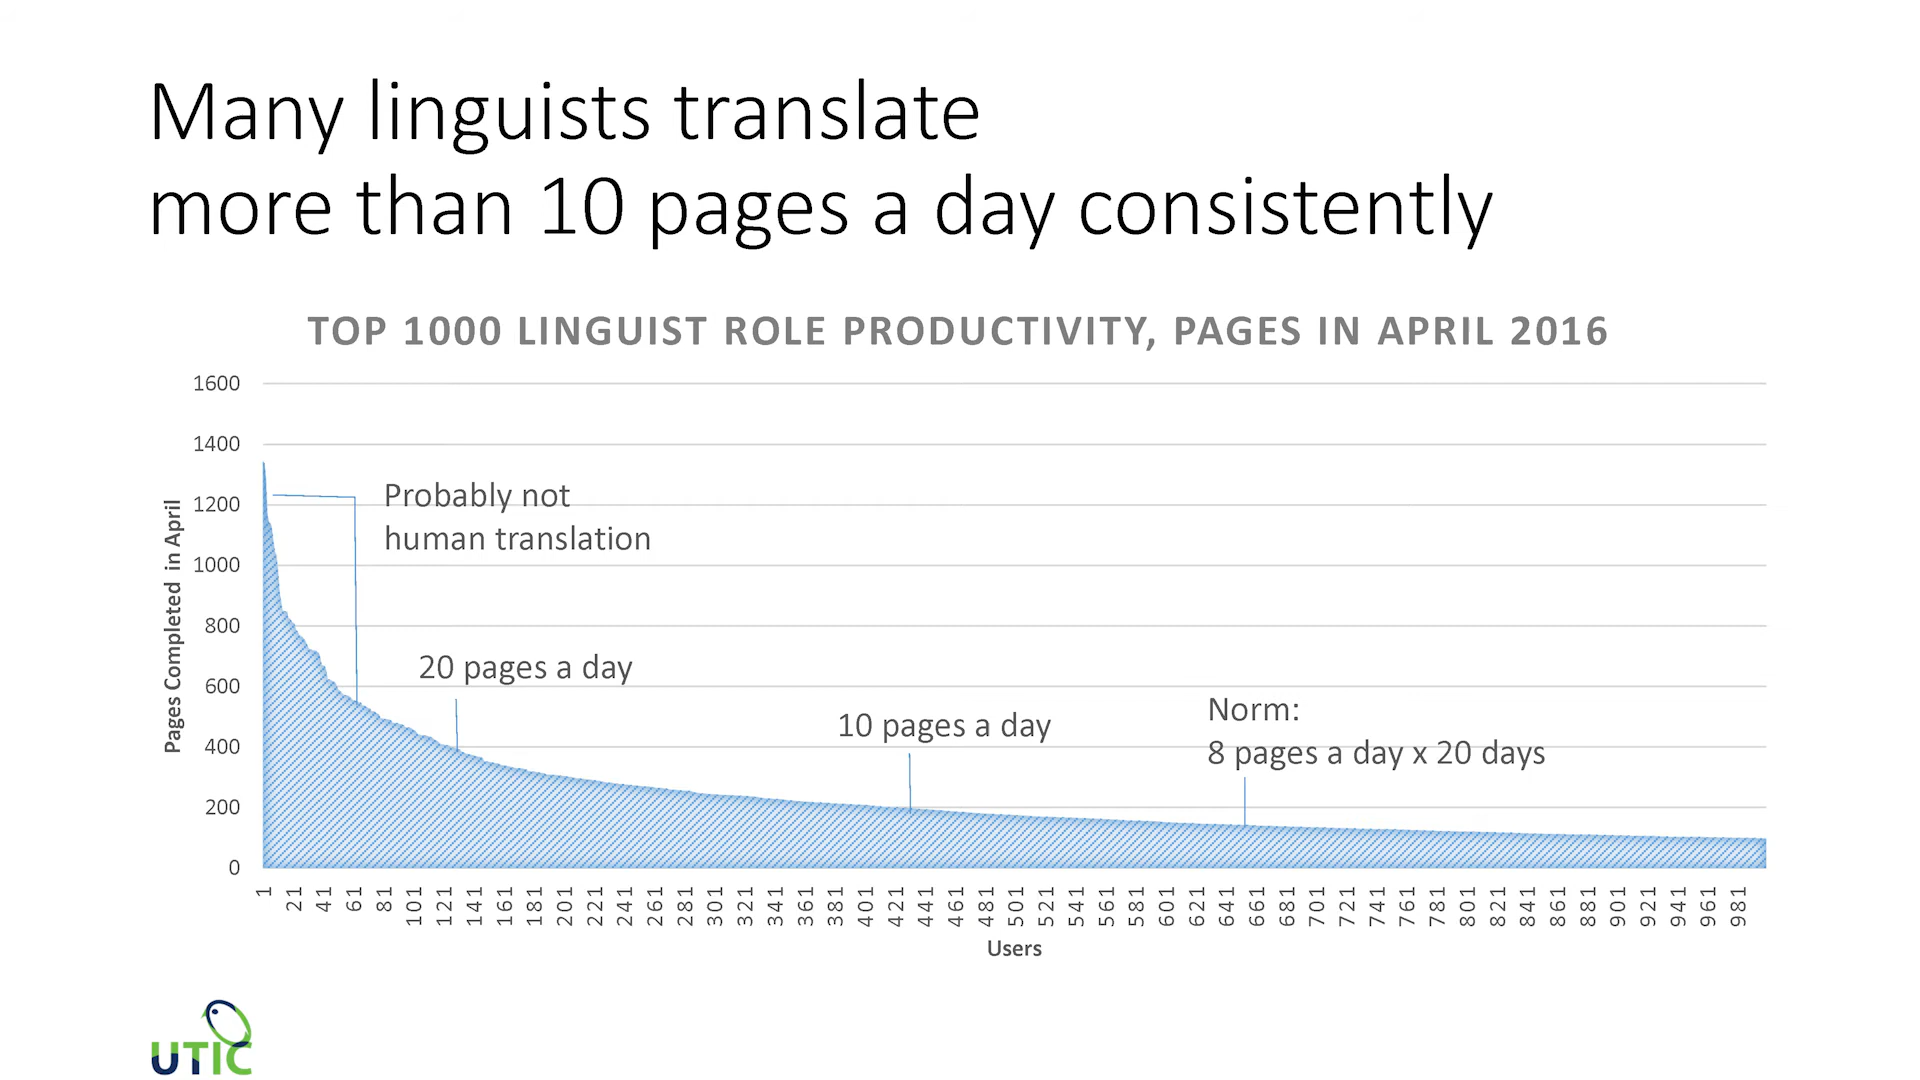 Many linguists translate
more than 10 pages a day consistently
TOP 1000 LINGUIST ROLE PRODUCTIVITY, PAGES IN APRIL 2016
1600
1400
1200
1000
800
600
400
200
0
Pages Completed in April
Probably not
human translation
20 pages a day
10 pages a day
Norm:
8 pages a day x 20 days
1 21 41 61 81 101 121 141 161 181 201 221 241 261 281 301 321 341 361 381 401 421 441 461 481 501 521 541 561 581 601 621 641 661 681 701 721 741 761 781 801 821 841 861 881 901 921 941 961 981
Users
UTIC